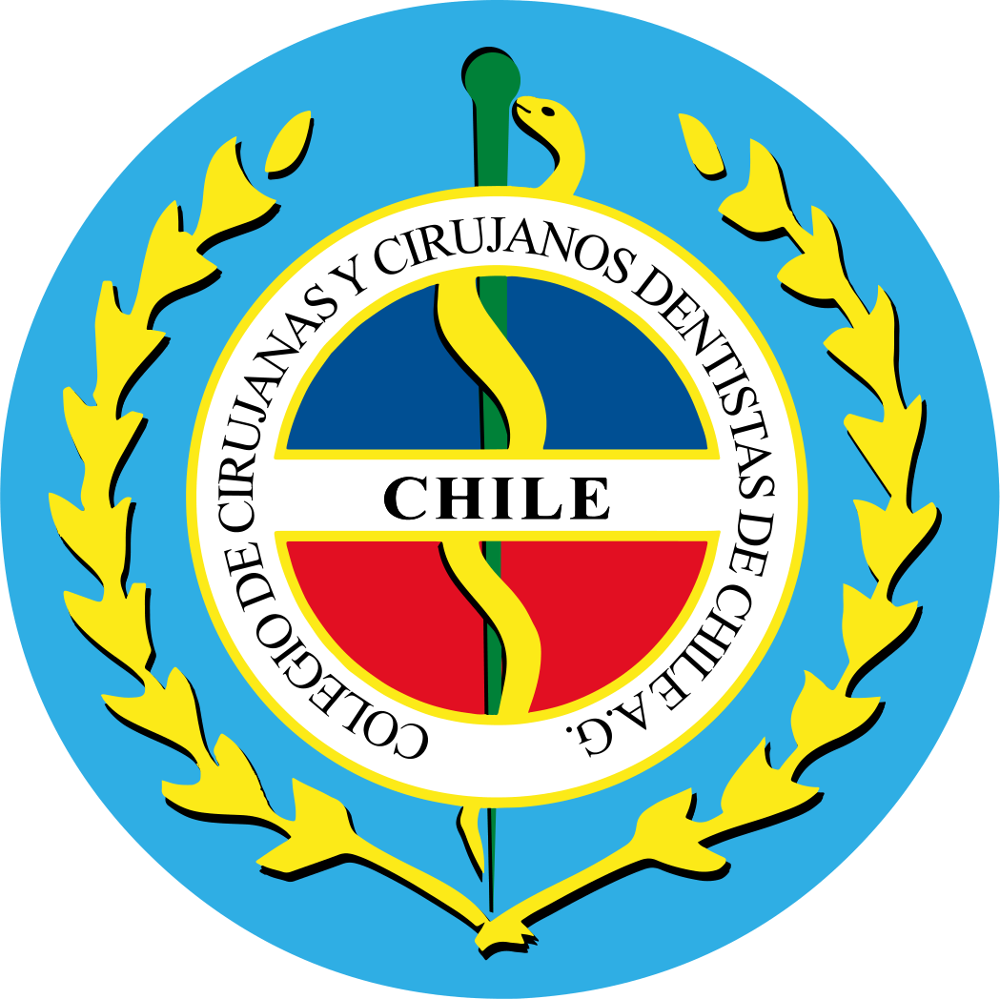 COLEGIO DE CIRUJANAS Y CIRUJANOS DENTISTAS DE CHILE A.G.
CHILE